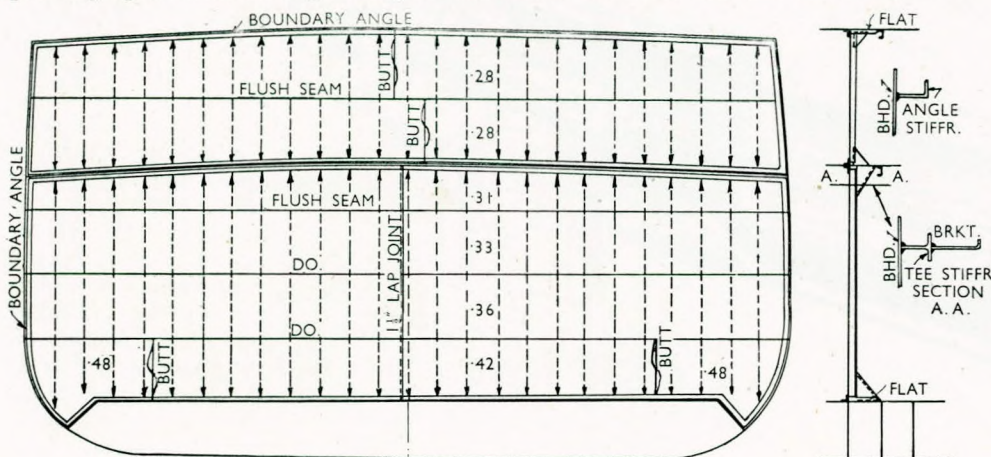 BOUNDARY ANGLE
BUTT
·28
FLUSH SEAM
BUTT
·28
BOUNDARY·ANGLE
FLUSH SEAM
·31
·33
1½" LAP JOINT
DO.
·36
DO.
·48
BUTT
·42
BUTT
·48
FLAT
BHD.
ANGLE
STIFFR.
A.
A.
BHD.
BRKT.
TEE STIFFR
SECTION
A. A.
FLAT